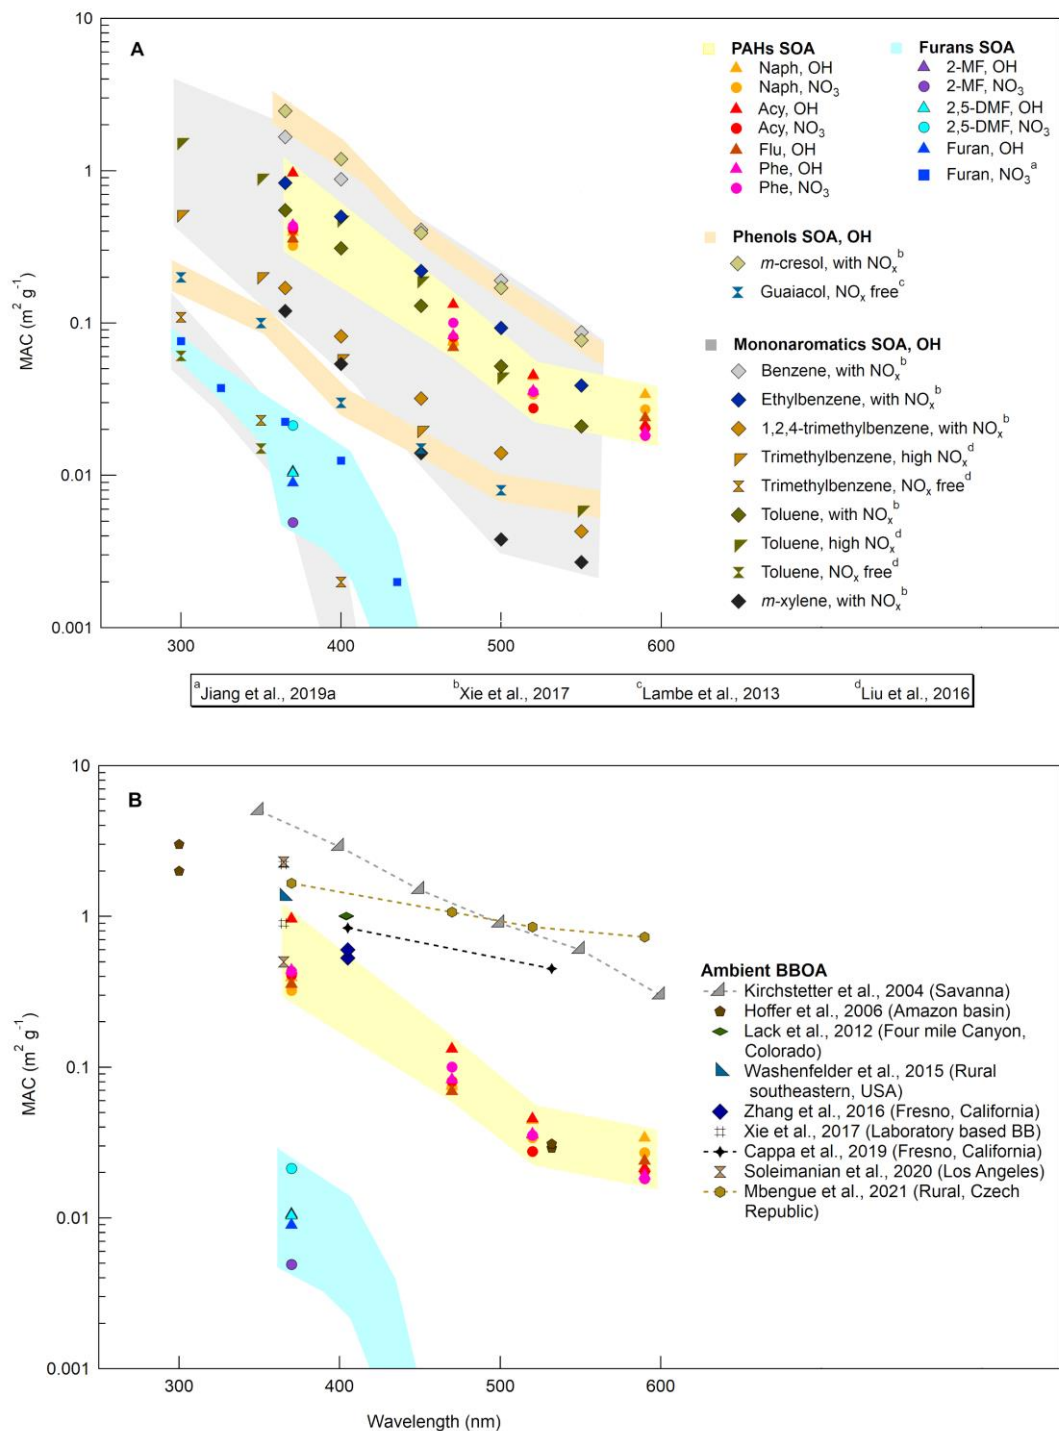 A
MAC (m² g⁻¹)
10
1
0.1
0.01
0.001
300
400
500
600
PAHs SOA
Naph, OH
Naph, NO₃
Acy, OH
Acy, NO₃
Flu, OH
Phe, OH
Phe, NO₃
Furans SOA
2-MF, OH
2-MF, NO₃
2,5-DMF, OH
2,5-DMF, NO₃
Furan, OH
Furan, NO₃ᵃ
Phenols SOA, OH
m-cresol, with NOₓᵇ
Guaiacol, NOₓ freeᶜ
Mononaromatics SOA, OH
Benzene, with NOₓᵇ
Ethylbenzene, with NOₓᵇ
1,2,4-trimethylbenzene, with NOₓᵇ
Trimethylbenzene, high NOₓᵈ
Trimethylbenzene, NOₓ freeᵈ
Toluene, with NOₓᵇ
Toluene, high NOₓᵈ
Toluene, NOₓ freeᵈ
m-xylene, with NOₓᵇ
ᵃJiang et al., 2019a ᵇXie et al., 2017 ᶜLambe et al., 2013 ᵈLiu et al., 2016
B
MAC (m² g⁻¹)
10
1
0.1
0.01
0.001
300
400
500
600
Wavelength (nm)
Ambient BBOA
Kirchstetter et al., 2004 (Savanna)
Hoffer et al., 2006 (Amazon basin)
Lack et al., 2012 (Four mile Canyon,
Colorado)
Washenfelder et al., 2015 (Rural
southeastern, USA)
Zhang et al., 2016 (Fresno, California)
Xie et al., 2017 (Laboratory based BB)
Cappa et al., 2019 (Fresno, California)
Soleimanian et al., 2020 (Los Angeles)
Mbengue et al., 2021 (Rural, Czech
Republic)